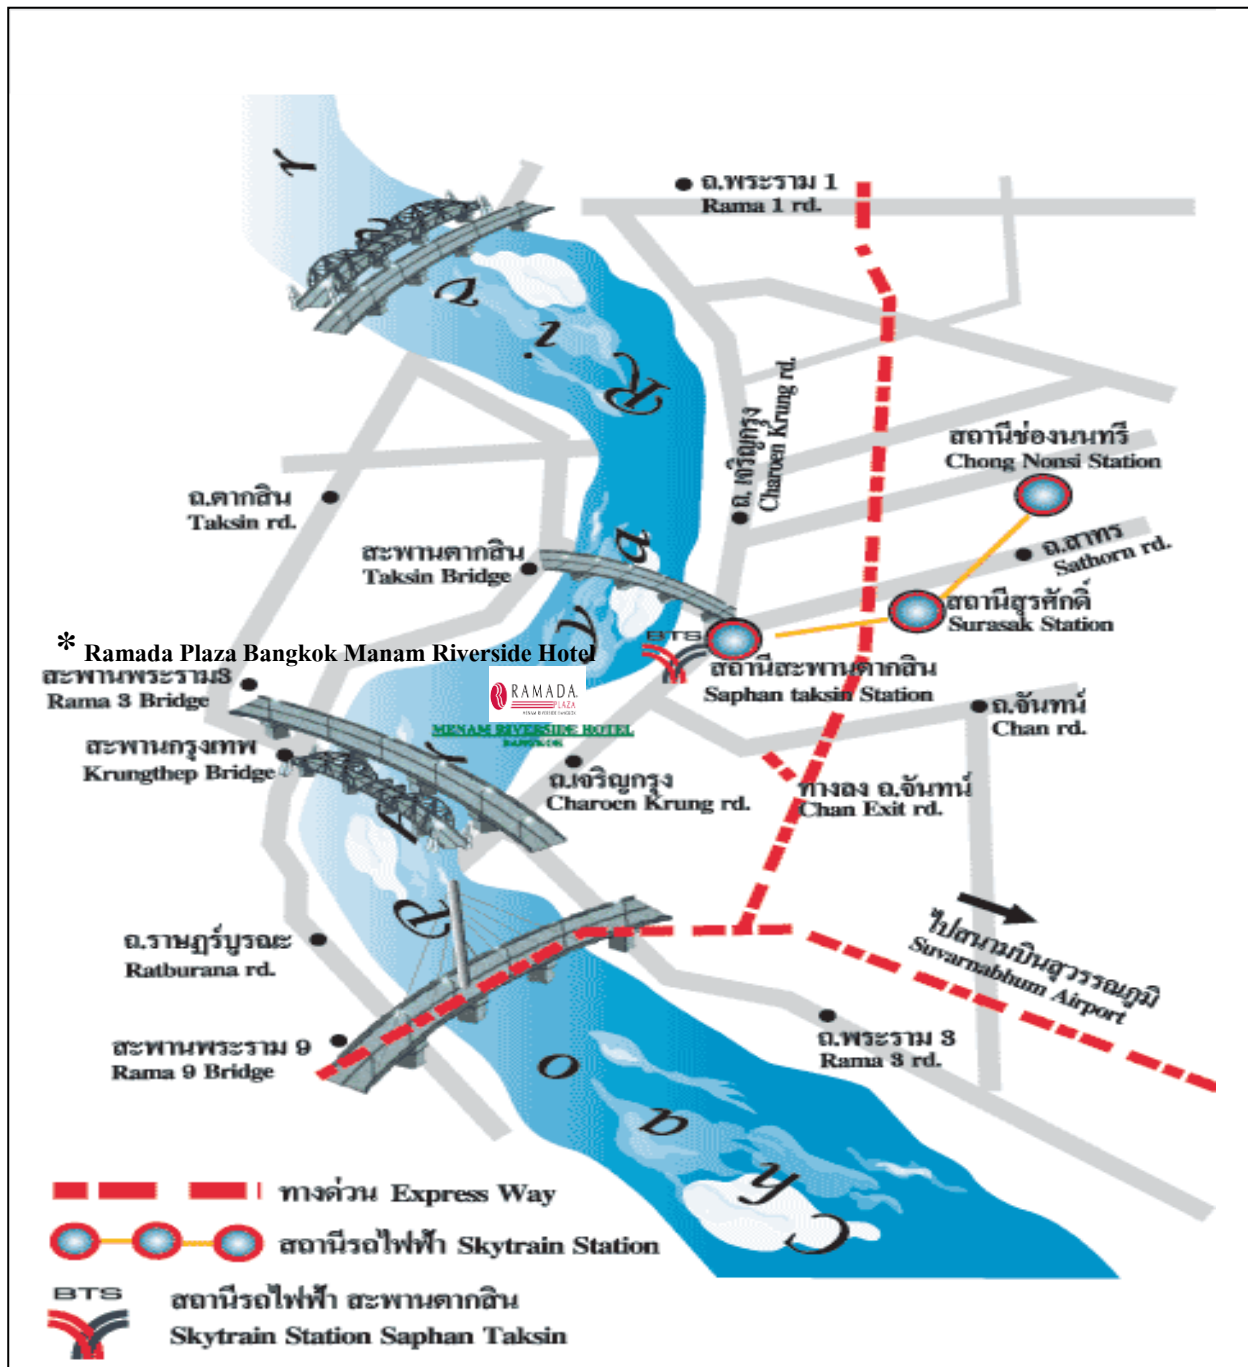 ถ.พระราม 1
Rama 1 rd.
ถ. เจริญกรุง
Charoen Krung rd.
สถานีช่องนนทรี
Chong Nonsi Station
ถ.ตากสิน
Taksin rd.
สะพานตากสิน
Taksin Bridge
ถ.สาทร
Sathorn rd.
สถานีสุรศักดิ์
Surasak Station
BTS
สถานีสะพานตากสิน
Saphan taksin Station
* Ramada Plaza Bangkok Manam Riverside Hotel
สะพานพระราม3
Rama 3 Bridge
RAMADA
PLAZA
MENAM RIVERSIDE BANGKOK
MENAM RIVERSIDE HOTEL
BANGKOK
ถ.จันทน์
Chan rd.
สะพานกรุงเทพ
Krungthep Bridge
ถ.เจริญกรุง
Charoen Krung rd.
ทางลง ถ.จันทน์
Chan Exit rd.
ถ.ราษฎร์บูรณะ
Ratburana rd.
ไปสนามบินสุวรรณภูมิ
Suvarnabhum Airport
สะพานพระราม 9
Rama 9 Bridge
ถ.พระราม 3
Rama 3 rd.
Chao Phraya River
ทางด่วน Express Way
สถานีรถไฟฟ้า Skytrain Station
BTS
สถานีรถไฟฟ้า สะพานตากสิน
Skytrain Station Saphan Taksin